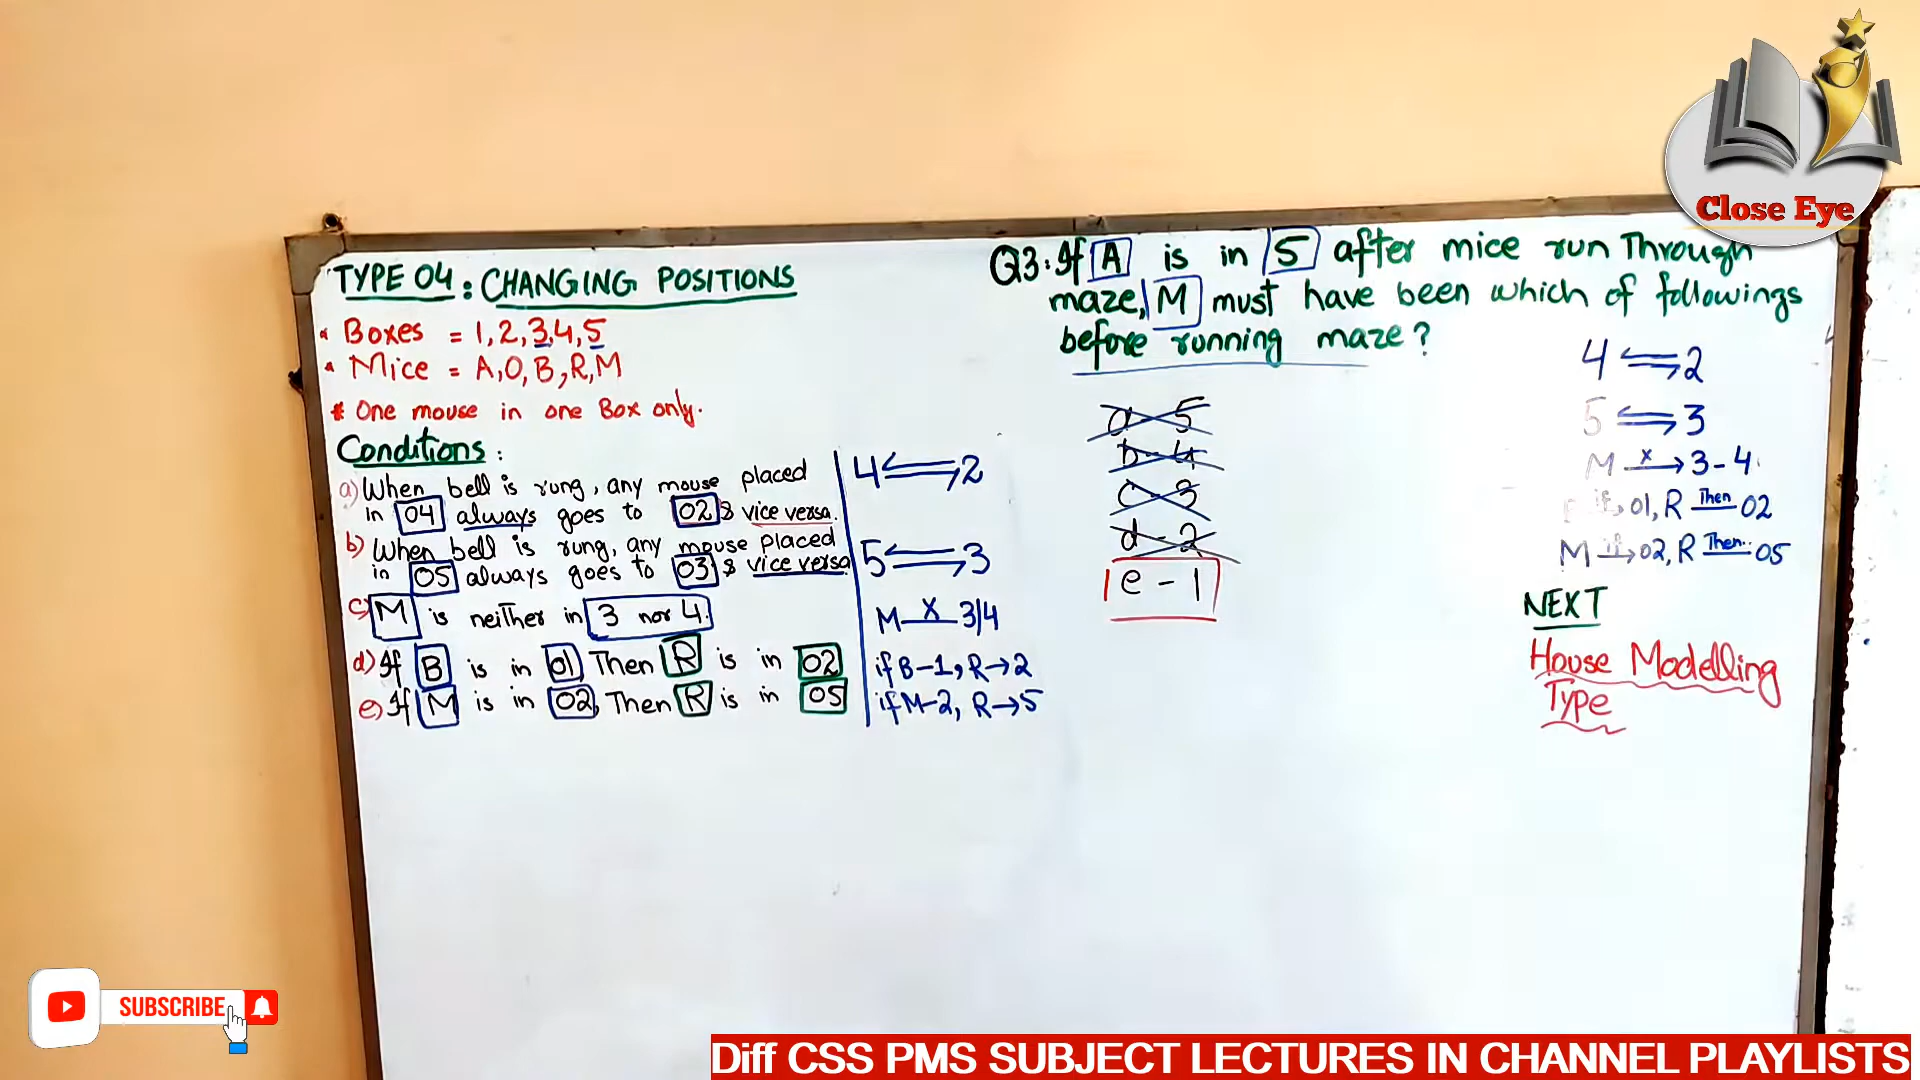 TYPE 04: CHANGING POSITIONS
Boxes = 1,2,3,4,5
Mice = A,O,B,R,M
* One mouse in one Box only.
Conditions:
a) When bell is rung, any mouse placed
in 04 always goes to 02 & vice versa.
b) When bell is rung, any mouse placed
in 05 always goes to 03 & vice versa
c) M is neither in 3 nor 4.
d) If B is in 01 Then R is in 02
e) If M is in 02, Then R is in 05
4 ⇌ 2
5 ⇌ 3
M x 3/4
if B-1, R→2
if M-2, R→5
Q3: If A is in 5 after mice run Through
maze, M must have been which of followings
before running maze?
a - 5
b - 4
c - 3
d - 2
e - 1
4 ⇌ 2
5 ⇌ 3
M x→ 3-4
if→ 01, R Then 02
M if→ 02, R Then 05
NEXT
House Modelling
Type
Close Eye
SUBSCRIBE
Diff CSS PMS SUBJECT LECTURES IN CHANNEL PLAYLISTS